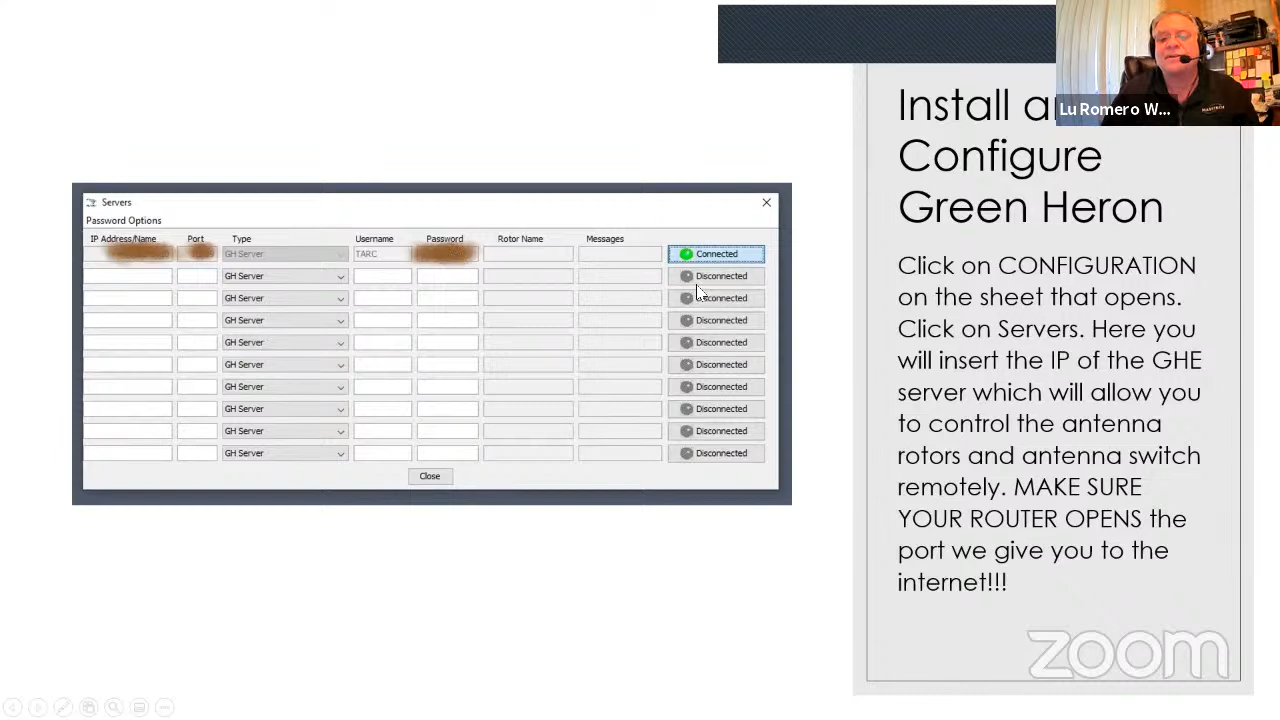 Lu Romero W...
Install
Configure
Green Heron
Click on CONFIGURATION
on the sheet that opens.
Click on Servers. Here you
will insert the IP of the GHE
server which will allow you
to control the antenna
rotors and antenna switch
remotely. MAKE SURE
YOUR ROUTER OPENS the
port we give you to the
internet!!!
zoom
Servers
Password Options
IP Address/Name Port Type Username Password Rotor Name Messages
GH Server TARC Connected
GH Server Disconnected
GH Server Disconnected
GH Server Disconnected
GH Server Disconnected
GH Server Disconnected
GH Server Disconnected
GH Server Disconnected
GH Server Disconnected
GH Server Disconnected
Close